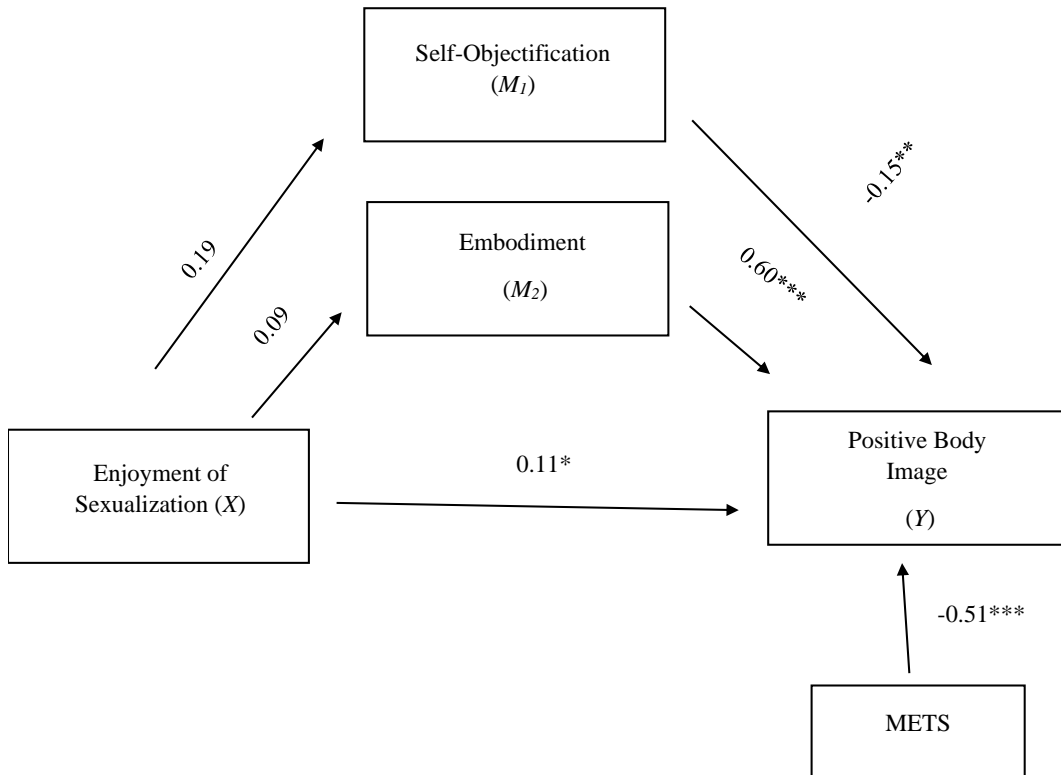 Self-Objectification
(M₁)
-0.15**
Embodiment
(M₂)
0.60***
0.19
0.09
Enjoyment of
Sexualization (X)
0.11*
Positive Body
Image
(Y)
-0.51***
METS